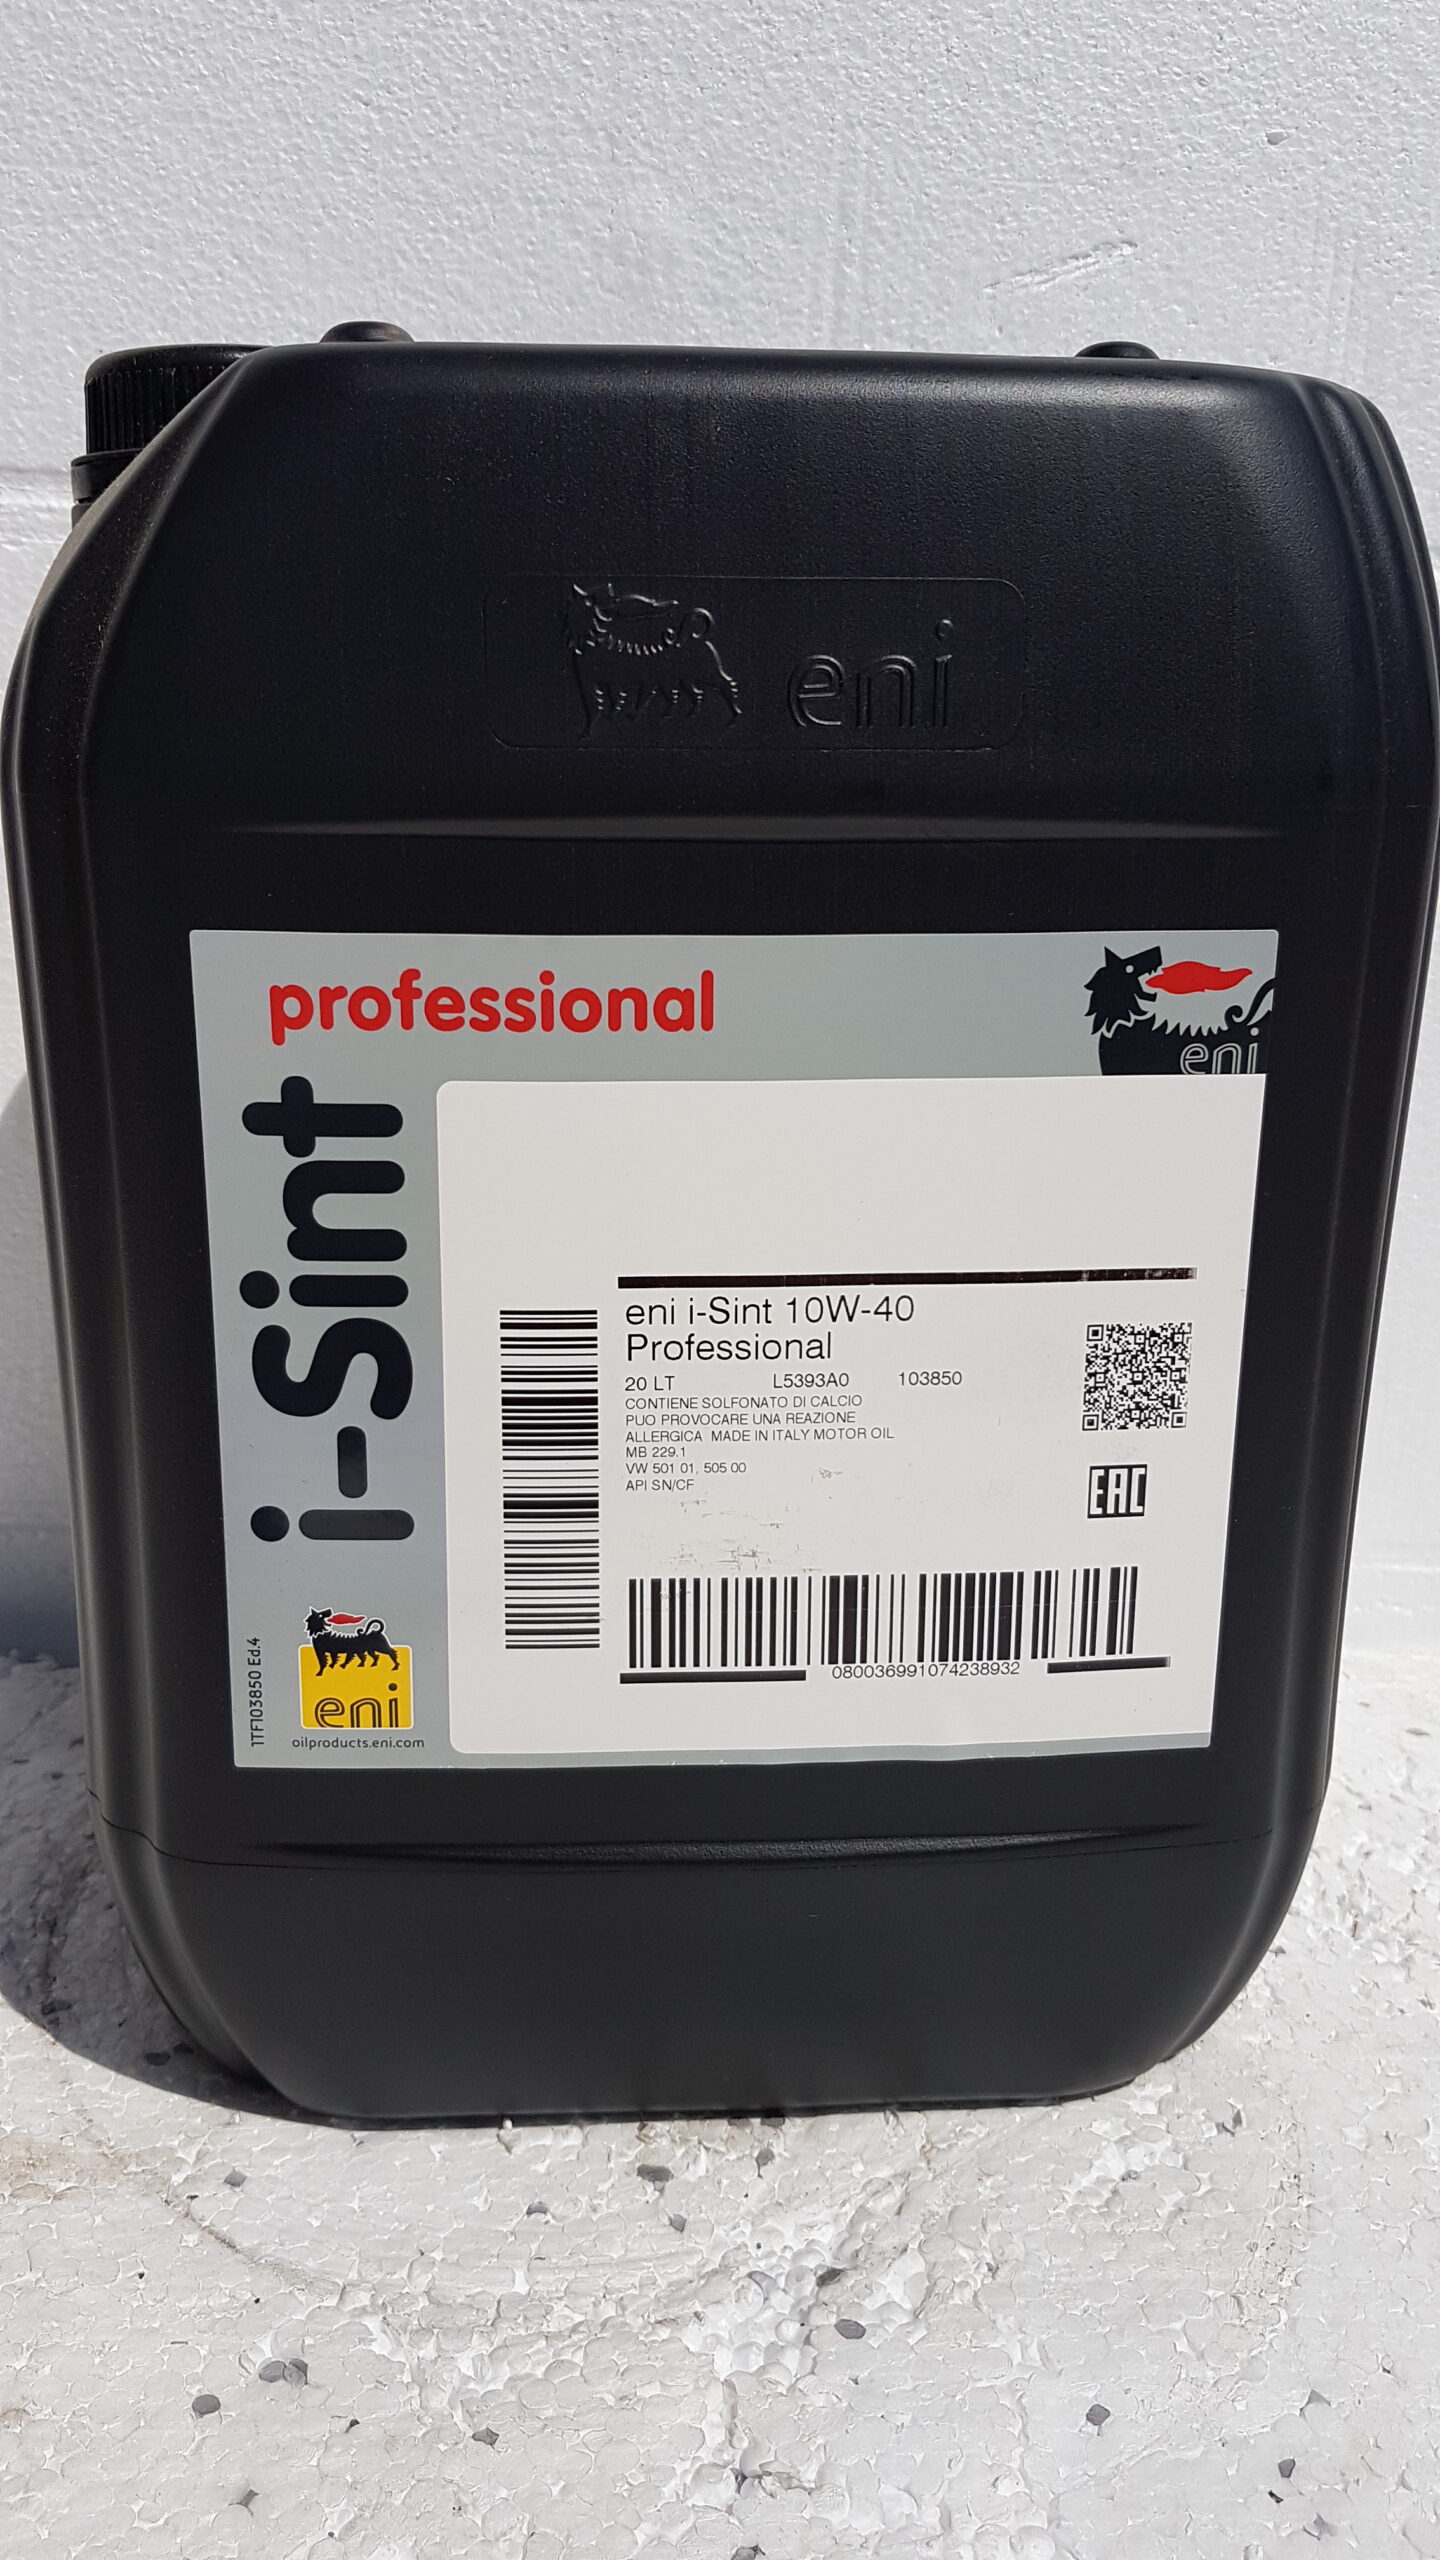 eni
professional
eni
i-Sint
eni i-Sint 10W-40
Professional
20 LT L5393A0 103850
CONTIENE SOLFONATO DI CALCIO
PUO PROVOCARE UNA REAZIONE
ALLERGICA MADE IN ITALY MOTOR OIL
MB 229.1
VW 501 01, 505 00
API SN/CF
EAC
080036991074238932
1TF103850 Ed.4
eni
oilproducts.eni.com